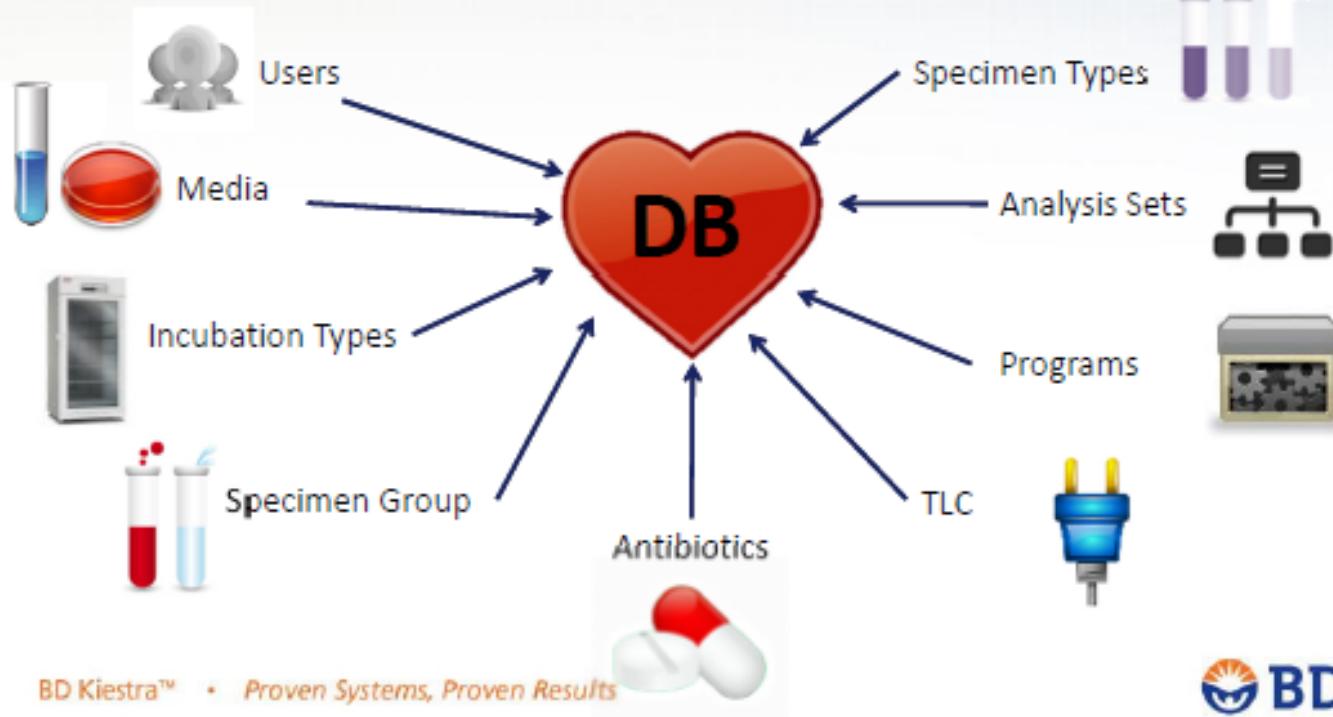 Users
Specimen Types
Media
DB
Analysis Sets
Incubation Types
Programs
Specimen Group
TLC
Antibiotics
BD Kiestra™ • Proven Systems, Proven Results
BD